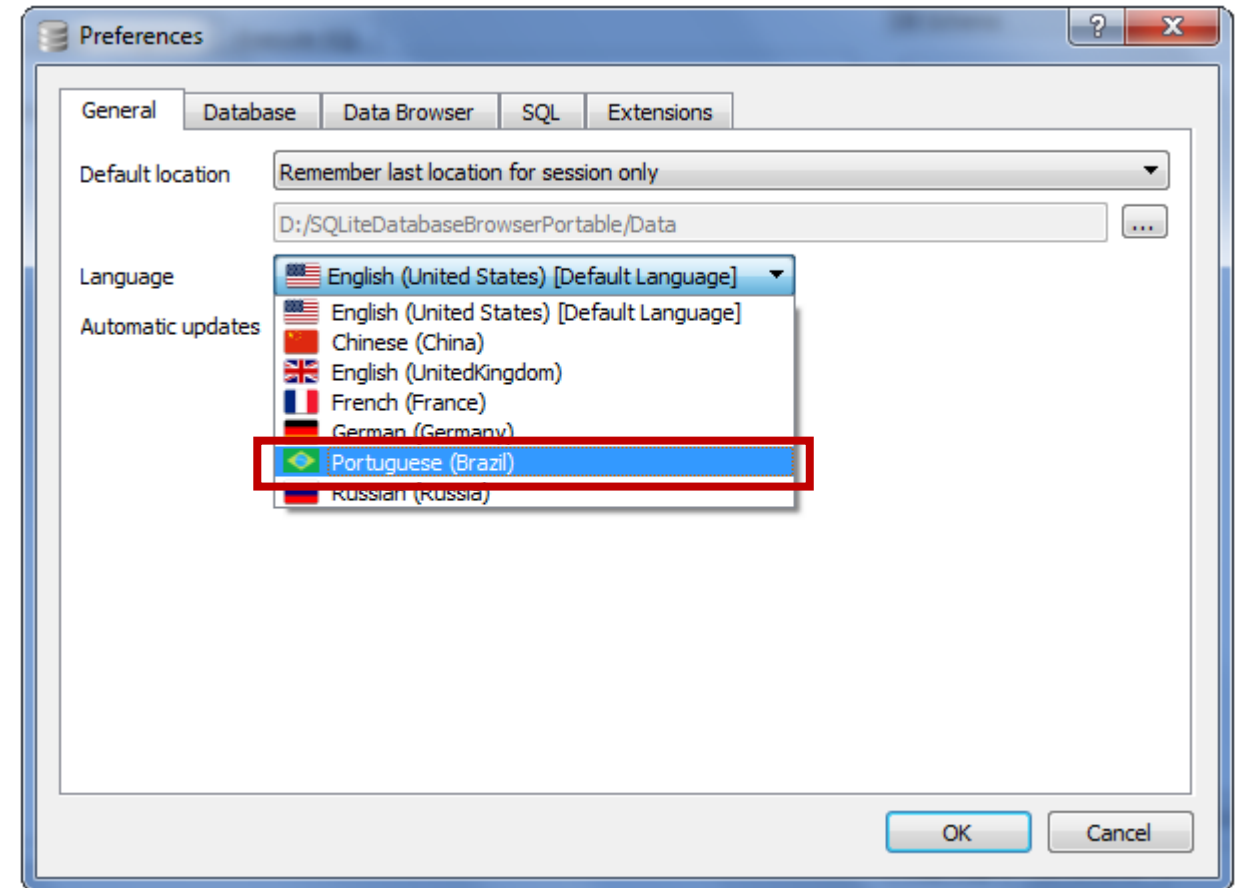 Preferences
General Database Data Browser SQL Extensions
Default location Remember last location for session only
D:/SQLiteDatabaseBrowserPortable/Data ...
Language English (United States) [Default Language]
English (United States) [Default Language]
Automatic updates
Chinese (China)
English (UnitedKingdom)
French (France)
German (Germany)
Portuguese (Brazil)
Russian (Russia)
OK Cancel